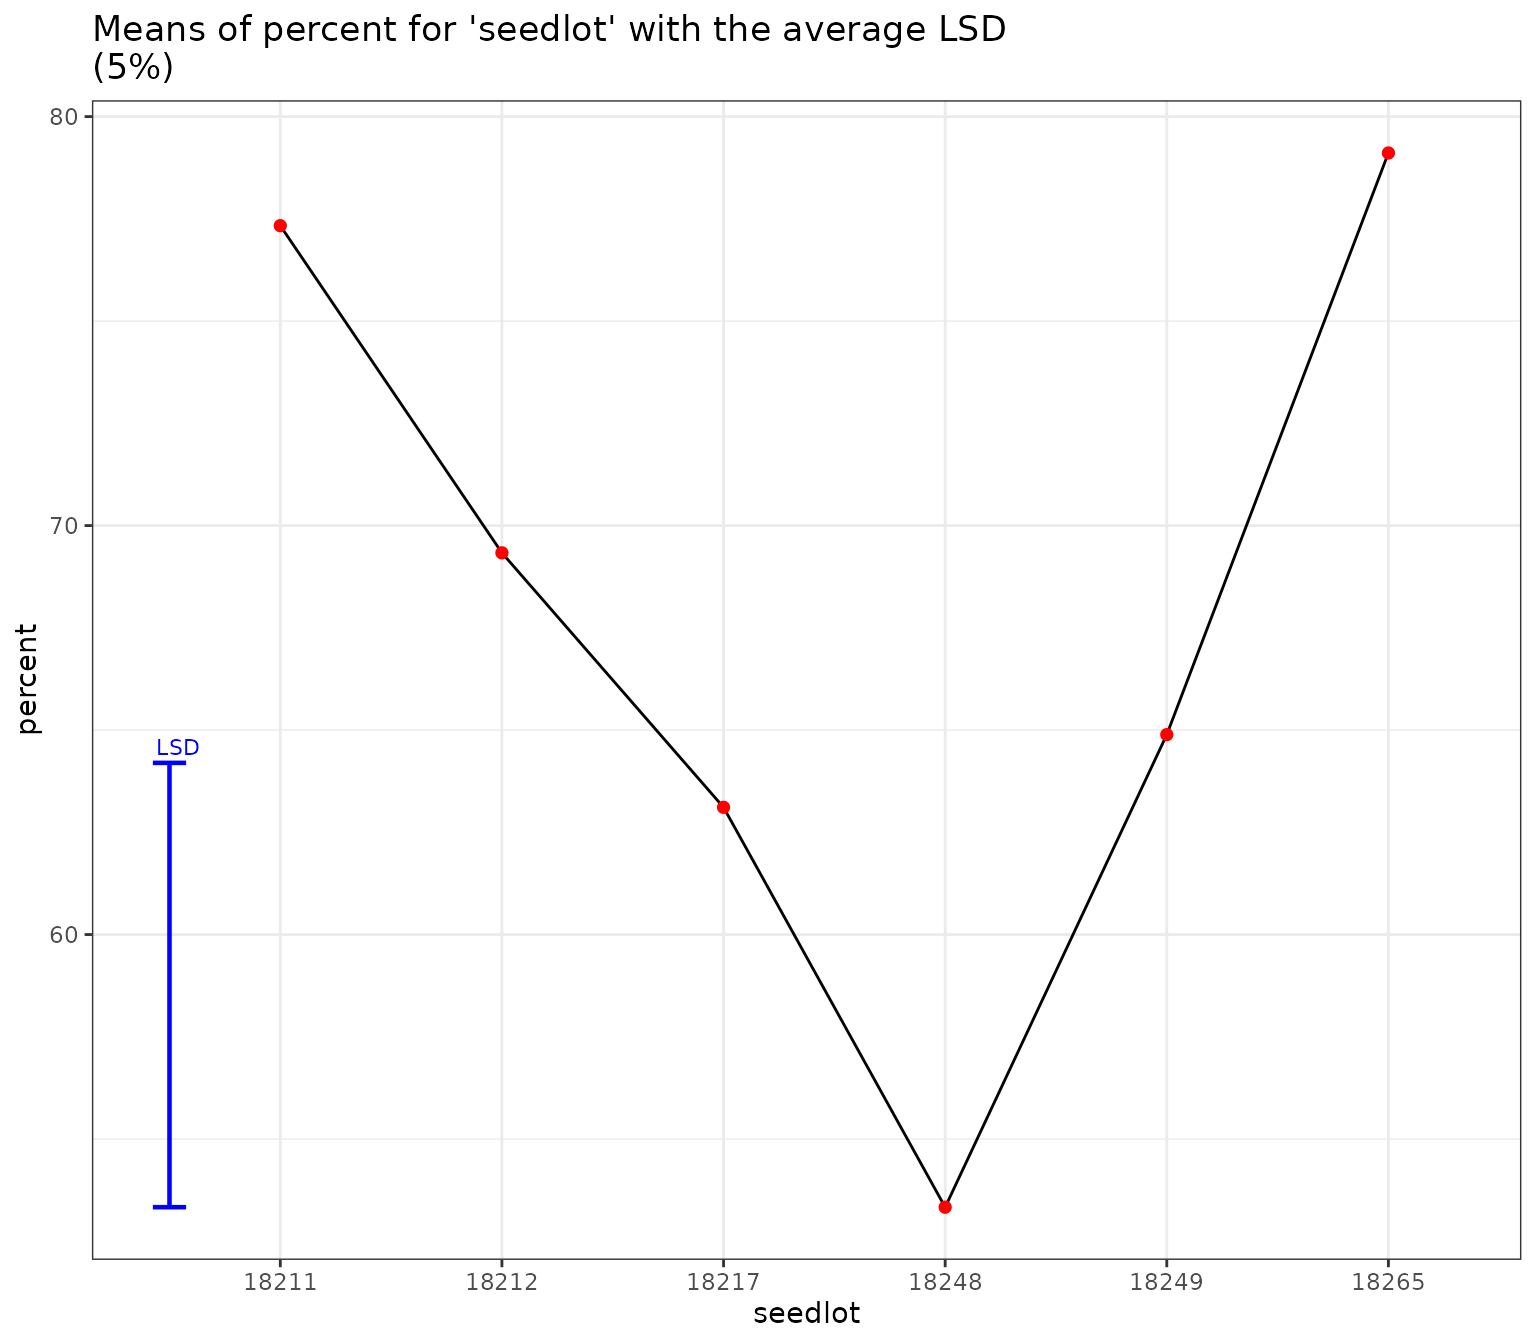 Means of percent for 'seedlot' with the average LSD
(5%)
80
70
60
percent
LSD
18211 18212 18217 18248 18249 18265
seedlot